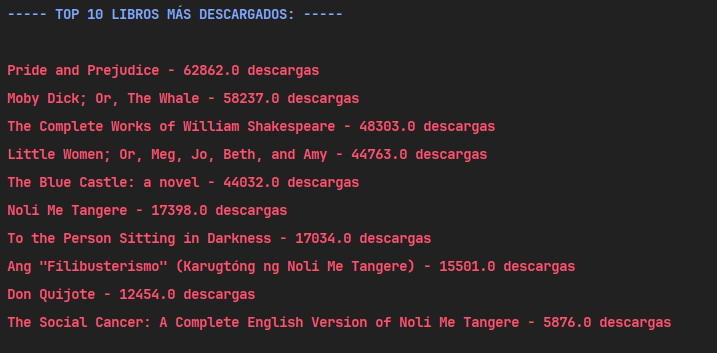 ----- TOP 10 LIBROS MÁS DESCARGADOS: -----
Pride and Prejudice - 62862.0 descargas
Moby Dick; Or, The Whale - 58237.0 descargas
The Complete Works of William Shakespeare - 48303.0 descargas
Little Women; Or, Meg, Jo, Beth, and Amy - 44763.0 descargas
The Blue Castle: a novel - 44032.0 descargas
Noli Me Tangere - 17398.0 descargas
To the Person Sitting in Darkness - 17034.0 descargas
Ang "Filibusterismo" (Karugtóng ng Noli Me Tangere) - 15501.0 descargas
Don Quijote - 12454.0 descargas
The Social Cancer: A Complete English Version of Noli Me Tangere - 5876.0 descargas